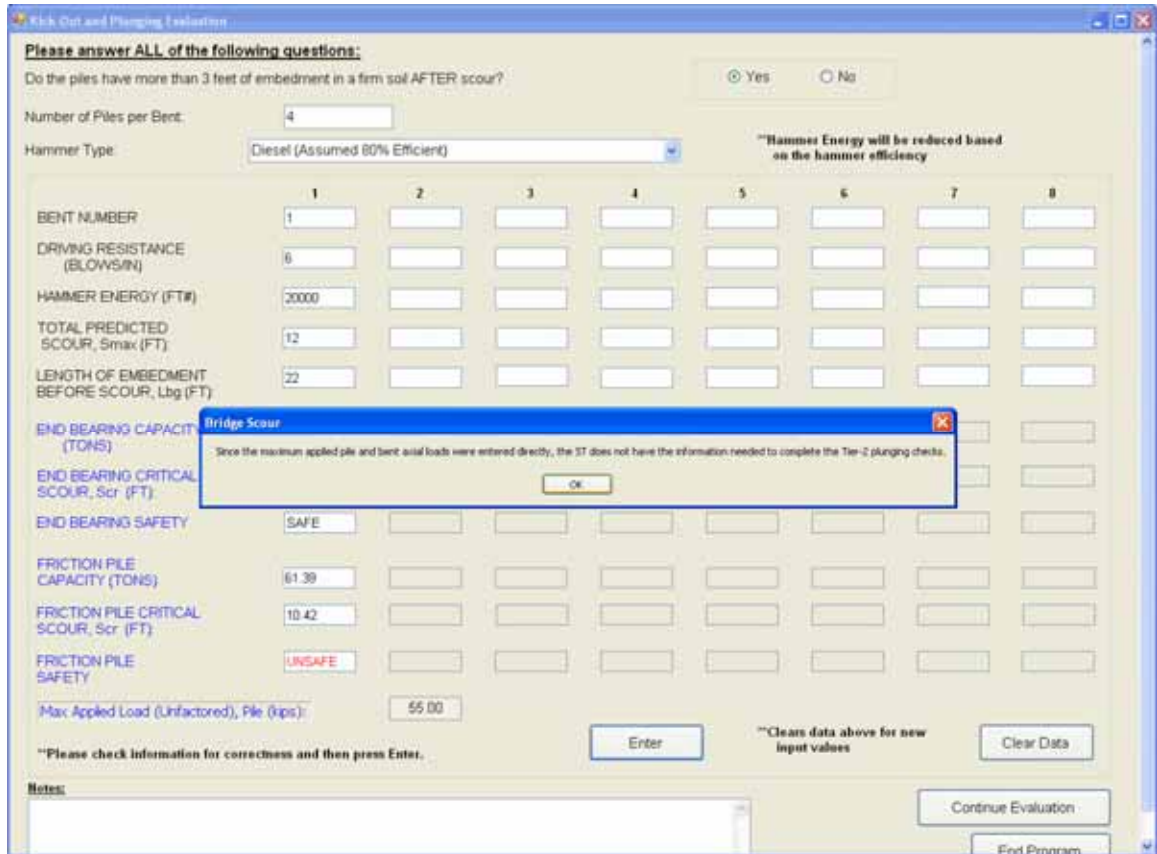 Kick Out and Plunging Evaluation
Please answer ALL of the following questions:
Do the piles have more than 3 feet of embedment in a firm soil AFTER scour?
Yes No
Number of Piles per Bent: 4
Hammer Type: Diesel (Assumed 80% Efficient)
**Hammer Energy will be reduced based
on the hammer efficiency
1 2 3 4 5 6 7 8
BENT NUMBER 1
DRIVING RESISTANCE
(BLOWS/IN) 6
HAMMER ENERGY (FT#) 20000
TOTAL PREDICTED
SCOUR, Smax (FT): 12
LENGTH OF EMBEDMENT
BEFORE SCOUR, Lbg (FT): 22
END BEARING CAPACITY
(TONS)
Bridge Scour
Since the maximum applied pile and bent axial loads were entered directly, the ST does not have the information needed to complete the Tier-2 plunging checks.
OK
END BEARING CRITICAL
SCOUR, Scr (FT):
END BEARING SAFETY SAFE
FRICTION PILE
CAPACITY (TONS) 61.39
FRICTION PILE CRITICAL
SCOUR, Scr (FT): 10.42
FRICTION PILE
SAFETY UNSAFE
Max Applied Load (Unfactored), Pile (kips): 55.00
**Please check information for correctness and then press Enter.
Enter
**Clears data above for new
input values
Clear Data
Notes:
Continue Evaluation
End Program